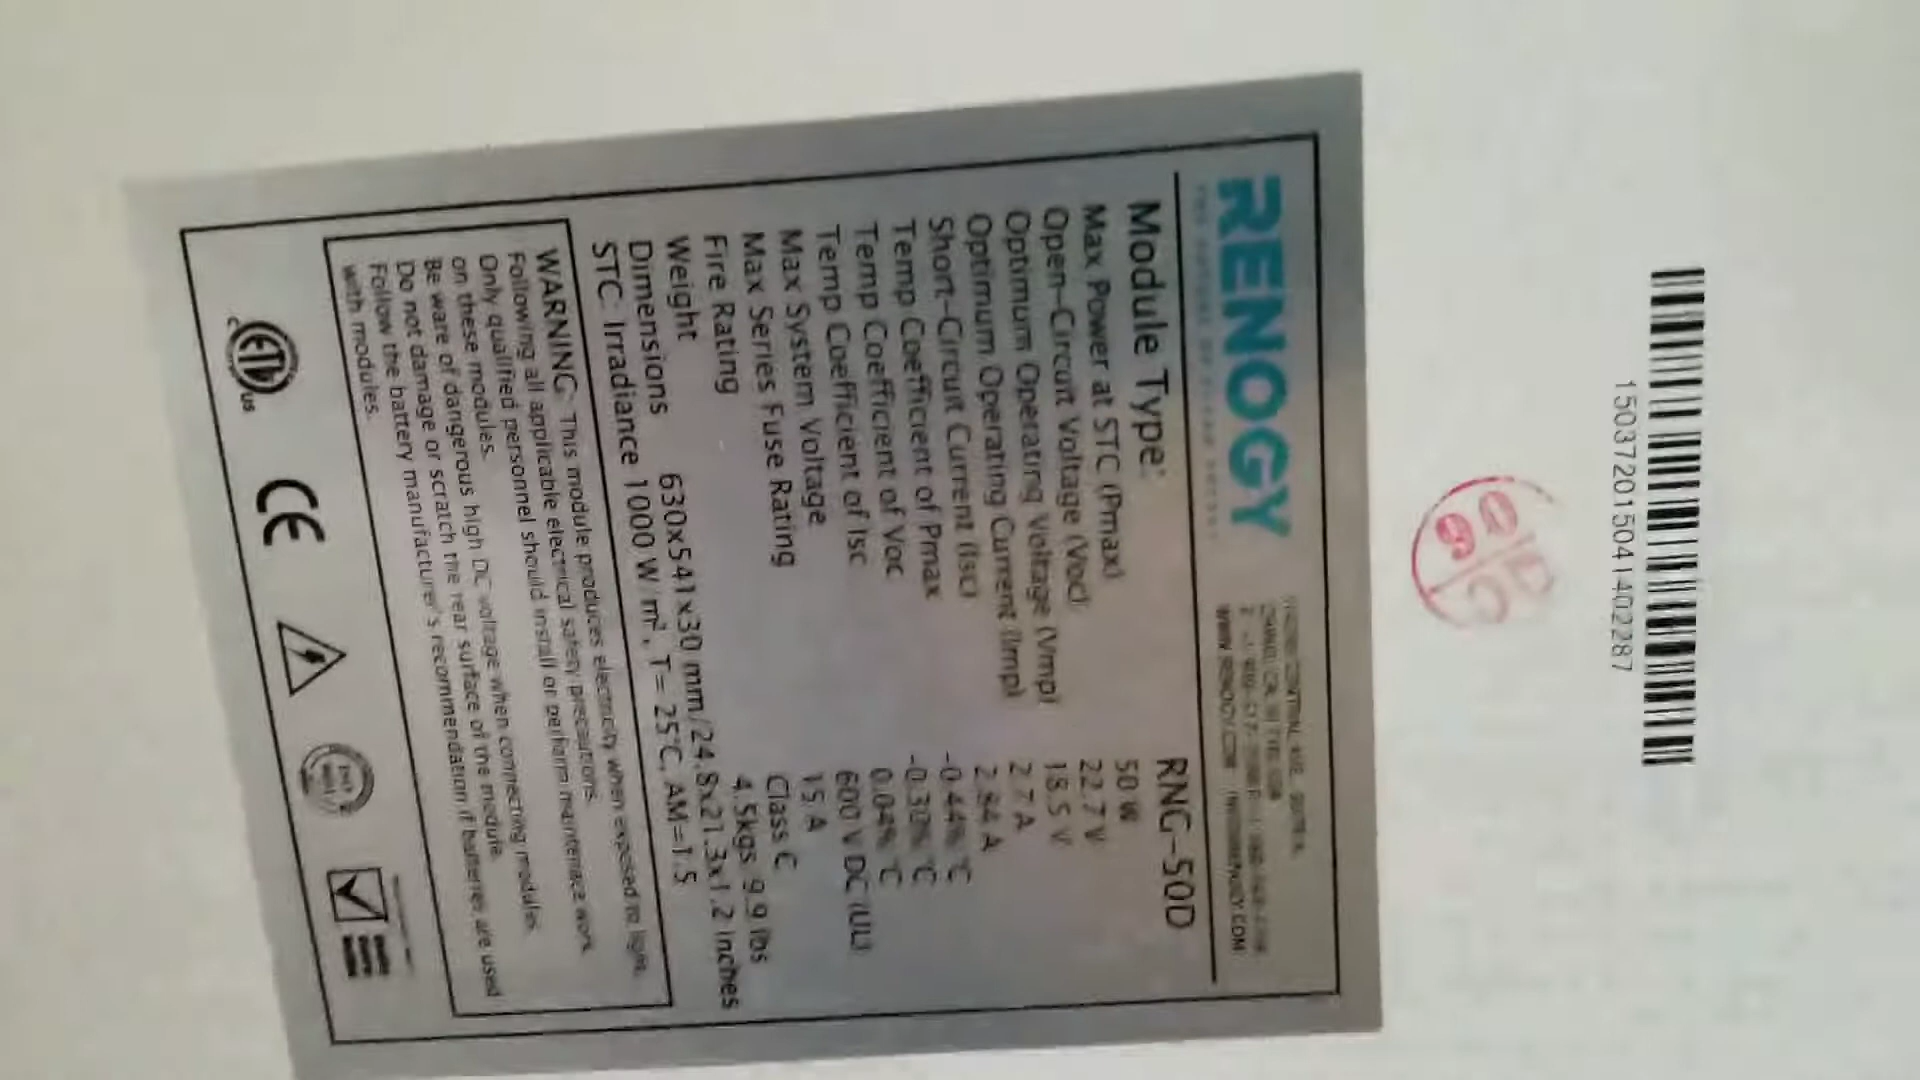 RENOGY
WWW.RENOGY.COM
Module Type: RNG-50D
Max Power at STC (Pmax) 50 W
Open-Circuit Voltage (Voc) 22.7 V
Optimum Operating Voltage (Vmp) 18.5 V
Optimum Operating Current (Imp) 2.7 A
Short-Circuit Current (Isc) 2.84 A
Temp Coefficient of Pmax -0.44% °C
Temp Coefficient of Voc °C
Temp Coefficient of Isc 0.04% °C
Max System Voltage 600 V DC (UL)
Max Series Fuse Rating 15 A
Fire Rating Class C
Weight 4.5kgs 9.9 lbs
Dimensions 630x541x30 mm/24.8x21.3x1.2 inches
STC Irradiance 1000 W/m², T= 25°C, AM=1.5
WARNING: This module produces electricity when exposed to light.
Following all applicable electrical safety precautions.
Only qualified personnel should install or perform maintenace work
on these modules.
Be ware of dangerous high DC voltage when connecting modules.
Do not damage or scratch the rear surface of the module.
Follow the battery manufacturer's recommendation if batteries are used
with modules.
C ETL US
CE
150372015041402287